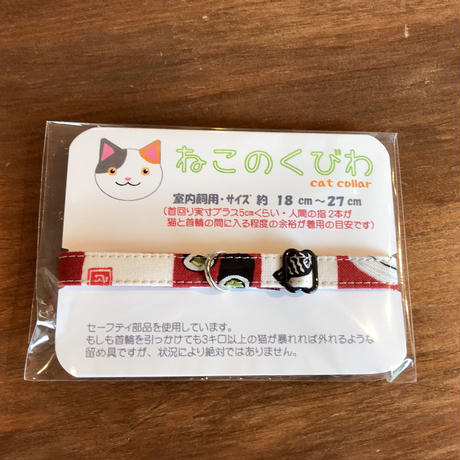 ねこのくびわ
cat collar
室内飼用・サイズ 約 18 cm～27 cm
(首回り実寸プラス5cmくらい・人間の指 2本が
猫と首輪の間に入る程度の余裕が着用の目安です)
セーフティ部品を使用しています。
もしも首輪を引っかけても3キロ以上の猫が暴れれば外れるような
留め具ですが、状況により絶対ではありません。